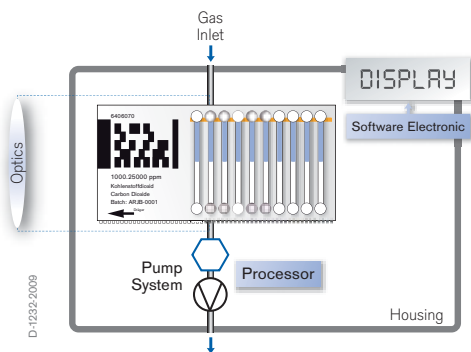 Gas
Inlet
DISPLAY
Software Electronic
Optics
6406070
1000.25000 ppm
Kohlenstoffdioxid
Carbon Dioxide
Batch: ARJB-0001
Dräger
Pump
System
Processor
Housing
D-1232-2009